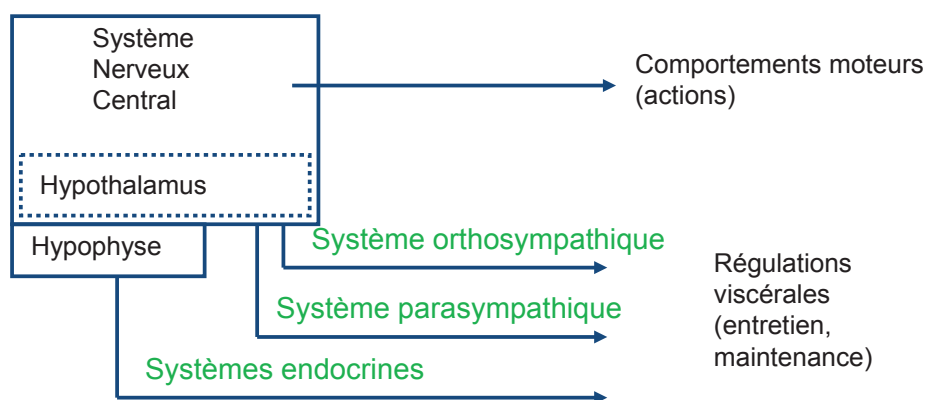 Système
Nerveux
Central
Comportements moteurs
(actions)
Hypothalamus
Hypophyse
Système orthosympathique
Système parasympathique
Systèmes endocrines
Régulations
viscérales
(entretien,
maintenance)